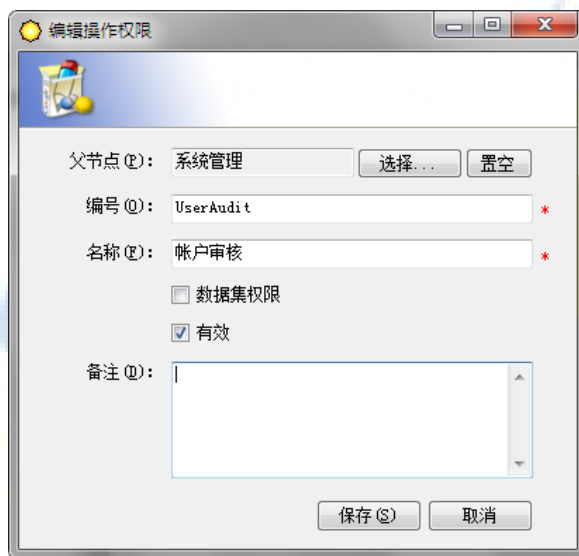 编辑操作权限
父节点(P): 系统管理 选择... 置空
编号(O): UserAudit *
名称(F): 帐户审核 *
数据集权限
有效
备注(D):
保存(S) 取消